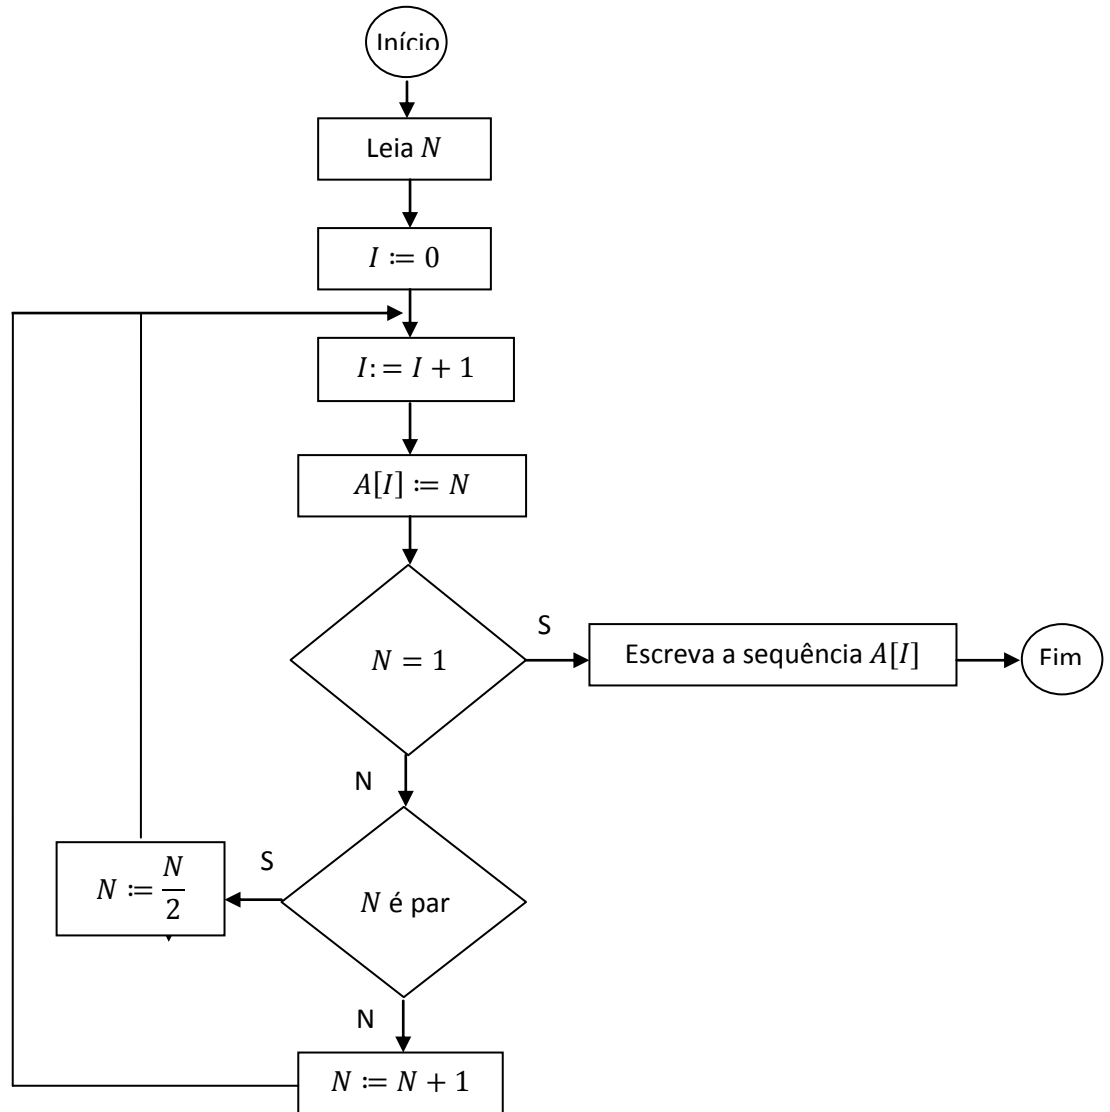 Início
Leia N
I ≔ 0
I: = I + 1
A[I] ≔ N
N = 1
S
Escreva a sequência A[I]
Fim
N
N é par
S
N ≔ N/2
N
N ≔ N + 1